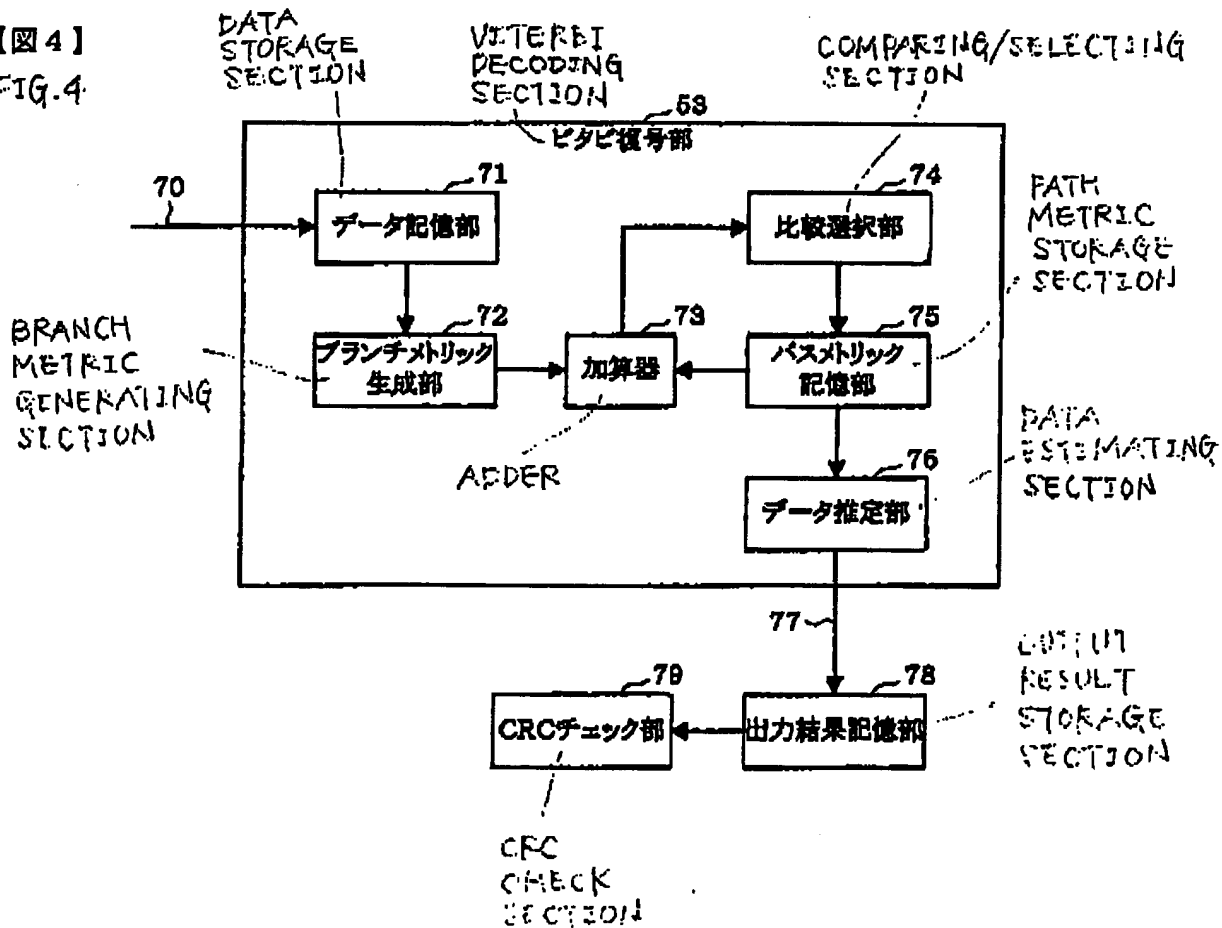 【図4】
FIG.4
DATA
STORAGE
SECTION
VITERBI
DECODING
SECTION
COMPARING/SELECTING
SECTION
53
ビタビ復号部
70
71
データ記憶部
74
比較選択部
PATH
METRIC
STORAGE
SECTION
BRANCH
METRIC
GENERATING
SECTION
72
ブランチメトリック
生成部
73
加算器
75
パスメトリック
記憶部
ADDER
DATA
ESTIMATING
SECTION
76
データ推定部
77
OUTPUT
RESULT
STORAGE
SECTION
79
CRCチェック部
78
出力結果記憶部
CRC
CHECK
SECTION